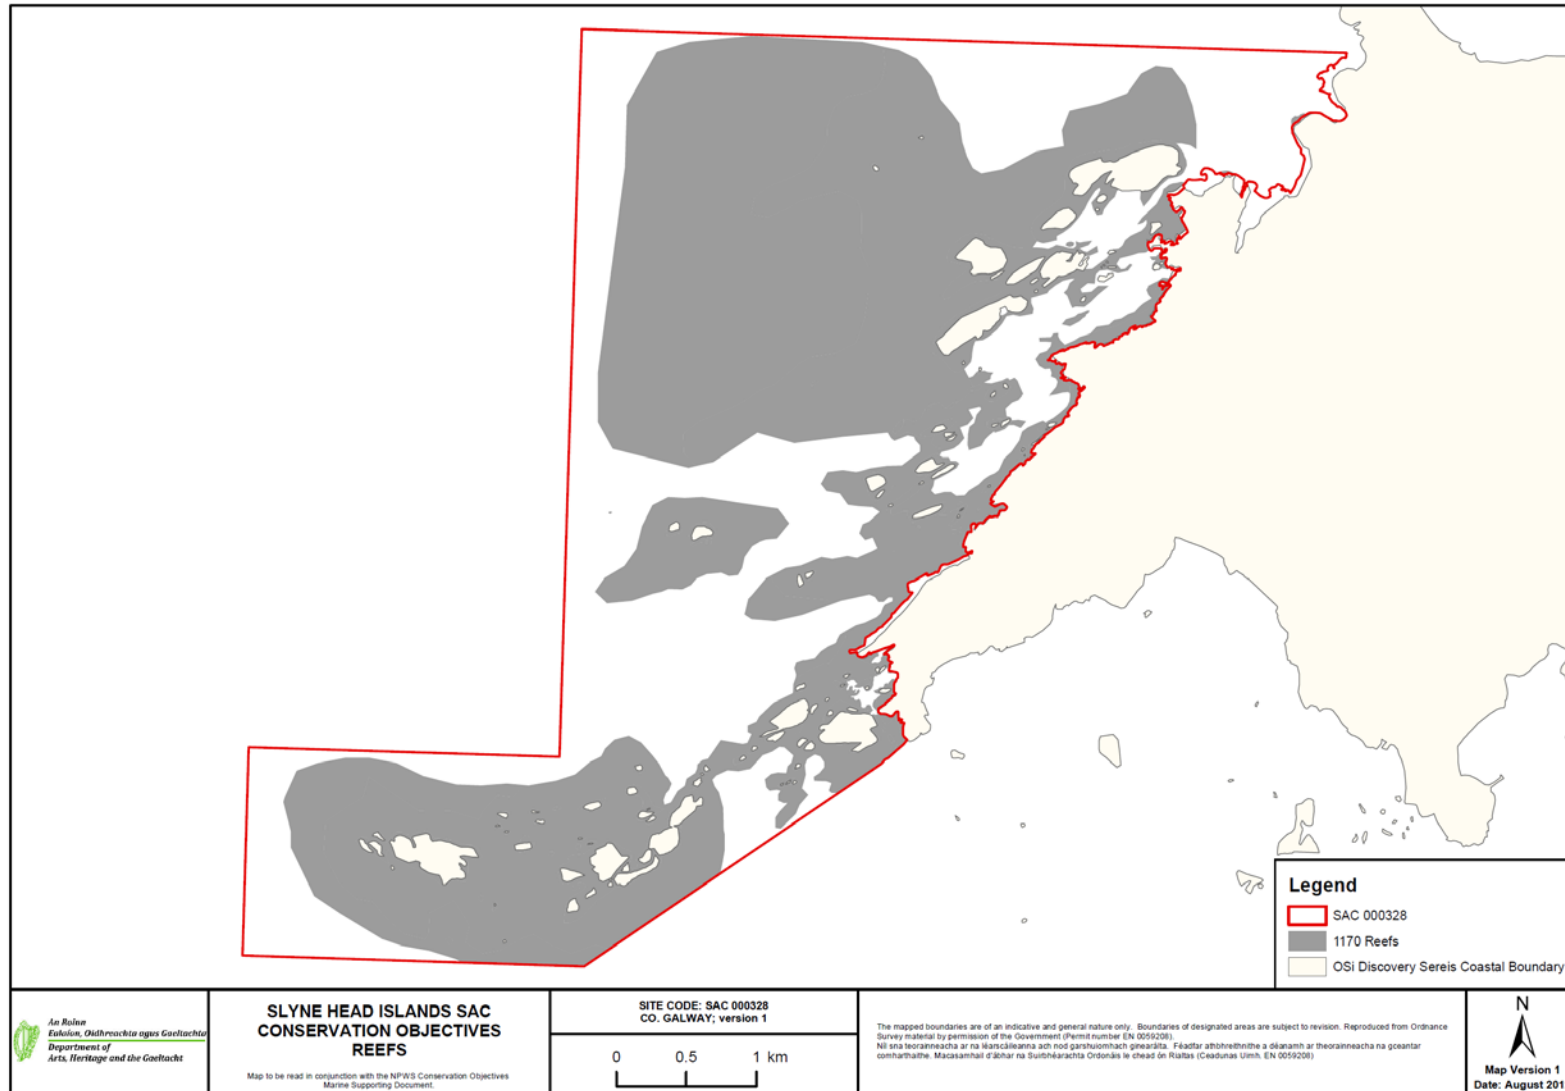 Legend
SAC 000328
1170 Reefs
OSi Discovery Sereis Coastal Boundary
An Roinn
Ealaíon, Oidhreachta agus Gaeltachta
Department of
Arts, Heritage and the Gaeltacht
SLYNE HEAD ISLANDS SAC
CONSERVATION OBJECTIVES
REEFS
Map to be read in conjunction with the NPWS Conservation Objectives
Marine Supporting Document.
SITE CODE: SAC 000328
CO. GALWAY; version 1
0 0.5 1 km
The mapped boundaries are of an indicative and general nature only. Boundaries of designated areas are subject to revision. Reproduced from Ordnance
Survey material by permission of the Government (Permit number EN 0059208).
Níl sna teorainneacha ar na léarscáileanna ach nod garshuiomhach ginearálta. Féadfar athbhreithnithe a déanamh ar theorainneacha na gceantar
comharthaithe. Macasamhail d'ábhar na Suirbhéarachta Ordonáis le chead ón Rialtas (Ceadunas Uimh. EN 0059208)
N
Map Version 1
Date: August 201